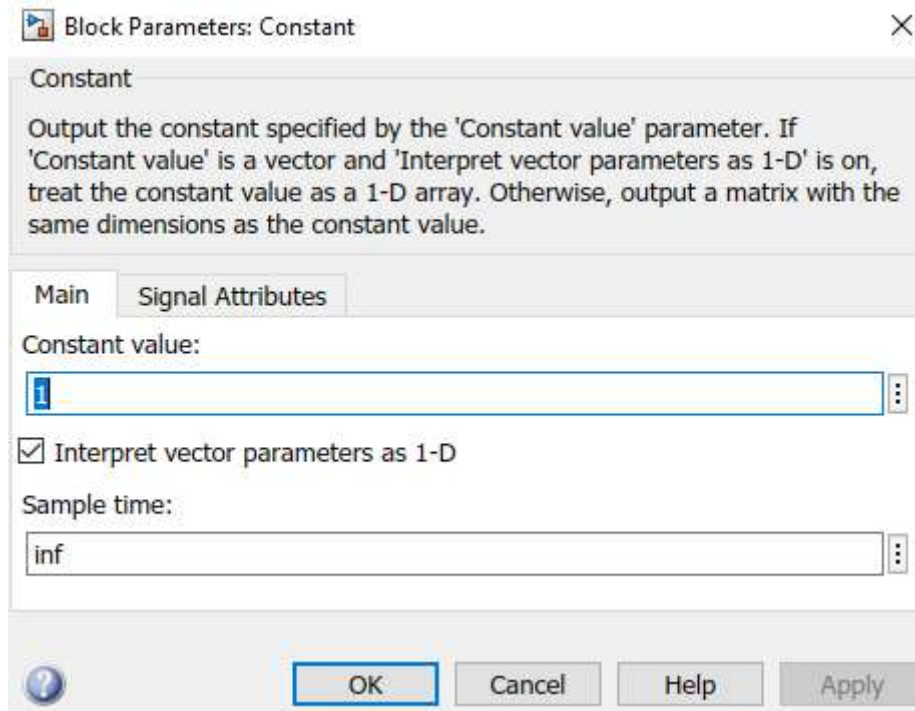 Block Parameters: Constant
Constant
Output the constant specified by the 'Constant value' parameter. If
'Constant value' is a vector and 'Interpret vector parameters as 1-D' is on,
treat the constant value as a 1-D array. Otherwise, output a matrix with the
same dimensions as the constant value.
Main Signal Attributes
Constant value:
1
Interpret vector parameters as 1-D
Sample time:
inf
OK Cancel Help Apply